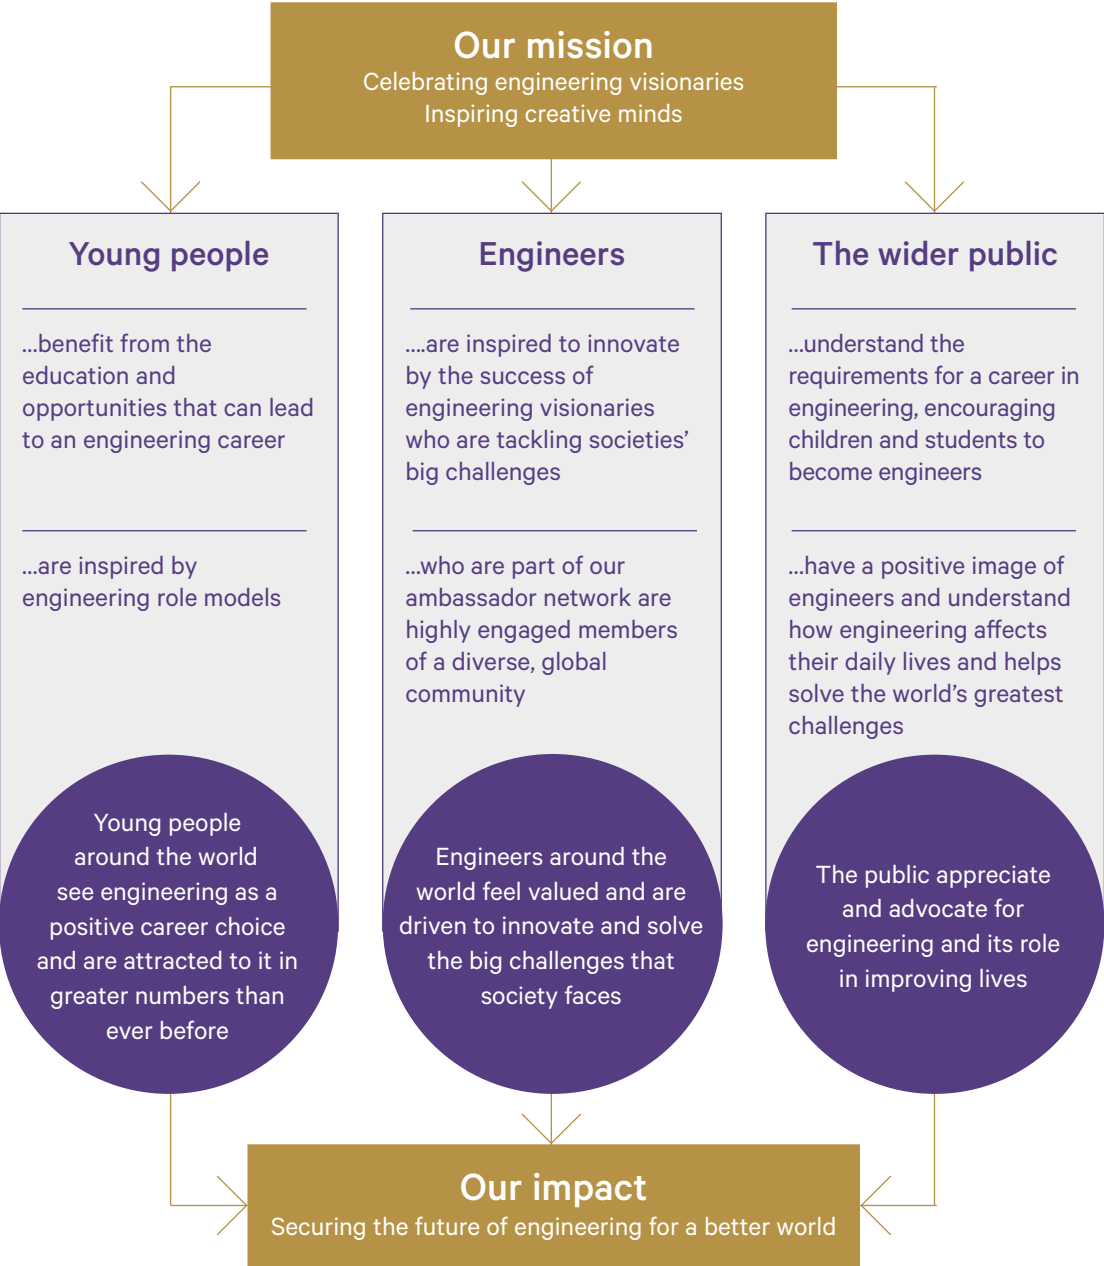 Our mission
Celebrating engineering visionaries
Inspiring creative minds
Young people
...benefit from the
education and
opportunities that can lead
to an engineering career
...are inspired by
engineering role models
Young people
around the world
see engineering as a
positive career choice
and are attracted to it in
greater numbers than
ever before
Engineers
....are inspired to innovate
by the success of
engineering visionaries
who are tackling societies’
big challenges
...who are part of our
ambassador network are
highly engaged members
of a diverse, global
community
Engineers around the
world feel valued and are
driven to innovate and solve
the big challenges that
society faces
The wider public
...understand the
requirements for a career in
engineering, encouraging
children and students to
become engineers
...have a positive image of
engineers and understand
how engineering affects
their daily lives and helps
solve the world’s greatest
challenges
The public appreciate
and advocate for
engineering and its role
in improving lives
Our impact
Securing the future of engineering for a better world